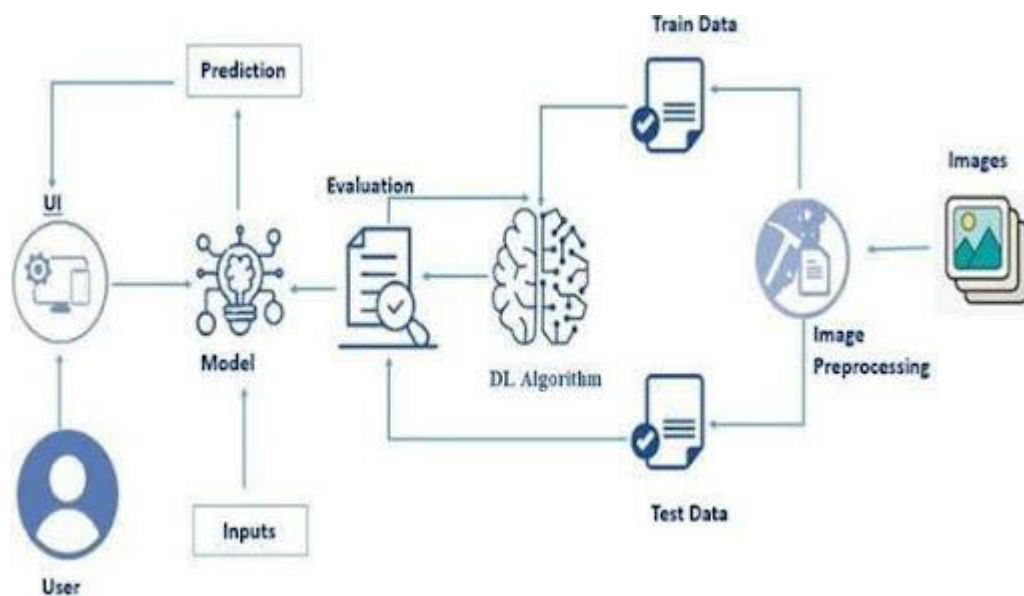 Train Data
Prediction
Images
Evaluation
UI
Image
Preprocessing
Model
DL Algorithm
Test Data
Inputs
User